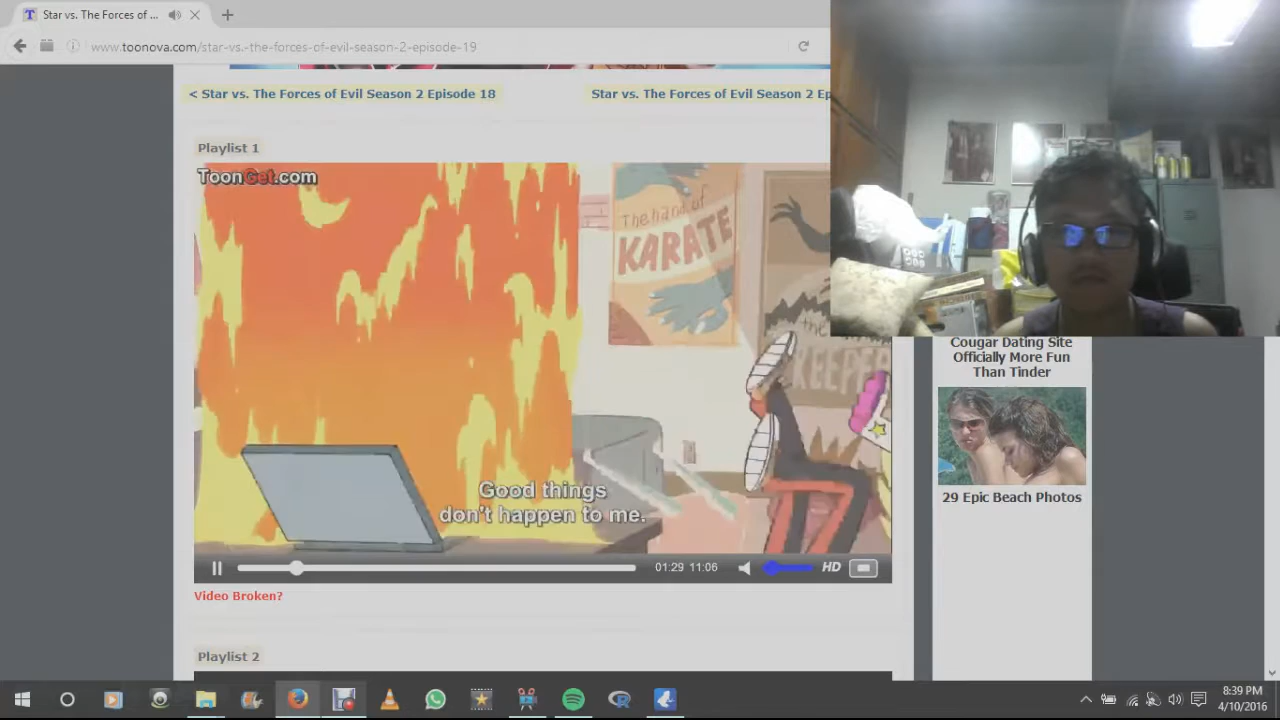 Star vs. The Forces of ...
www.toonova.com/star-vs.-the-forces-of-evil-season-2-episode-19
< Star vs. The Forces of Evil Season 2 Episode 18
Star vs. The Forces of Evil Season 2 Ep
Playlist 1
ToonGet.com
The hand of
KARATE
the
KEEPER
Good things
don't happen to me.
01:29 11:06
HD
Video Broken?
Playlist 2
Cougar Dating Site
Officially More Fun
Than Tinder
29 Epic Beach Photos
8:39 PM
4/10/2016